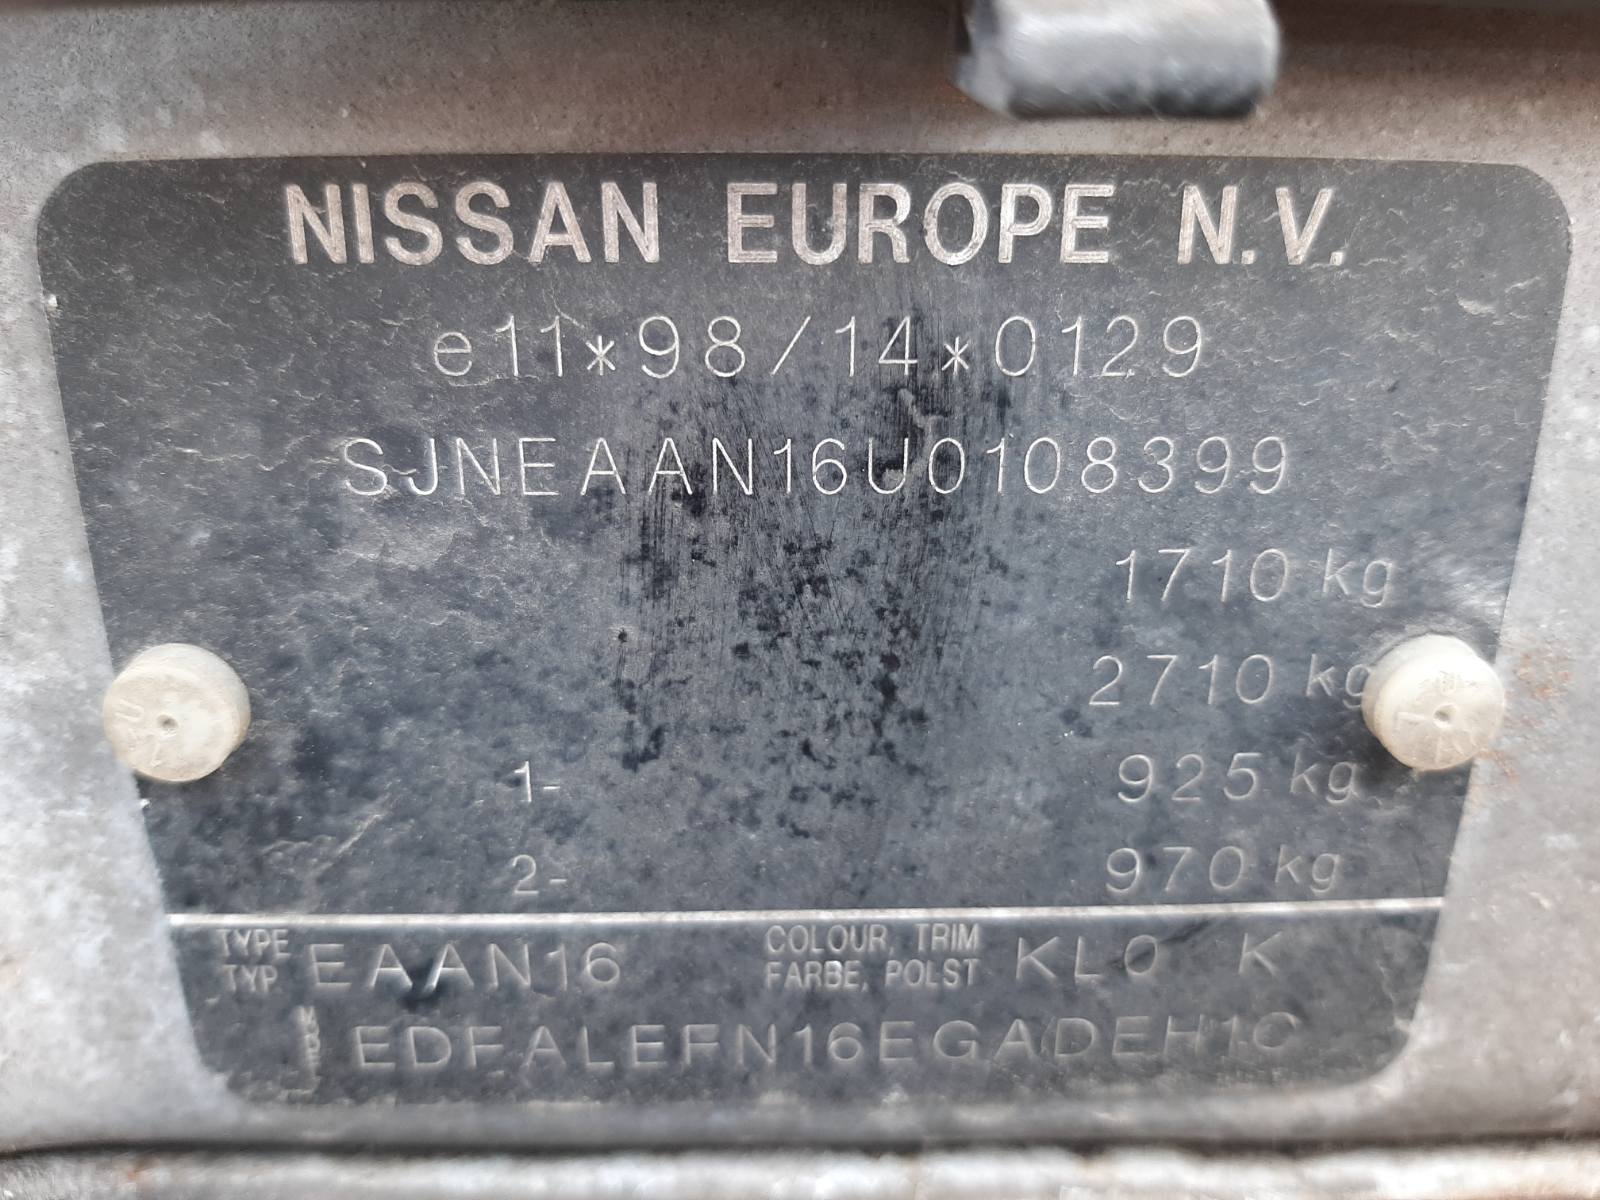 NISSAN EUROPE N.V.
e11*98/14*0129
SJNEAAN16U0108399
1710 kg
2710 kg
1- 925 kg
2- 970 kg
TYPE
TYP EAAN16 COLOUR, TRIM
FARBE, POLST KL0 K
EDFALEFN16EGADEH1C